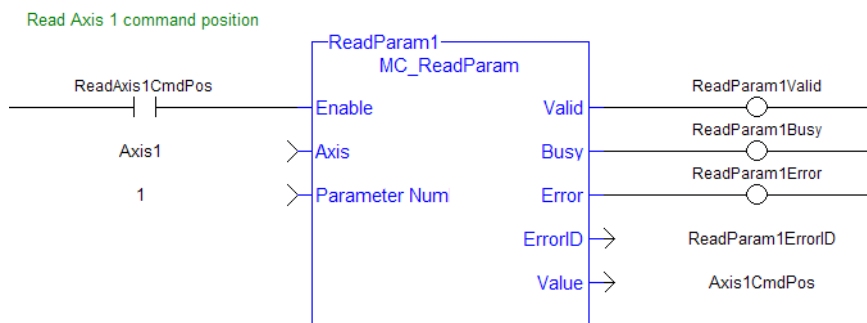 Read Axis 1 command position
ReadParam1
MC_ReadParam
ReadAxis1CmdPos
Enable
Valid
ReadParam1Valid
Axis1
Axis
Busy
ReadParam1Busy
1
Parameter Num
Error
ReadParam1Error
ErrorID
ReadParam1ErrorID
Value
Axis1CmdPos